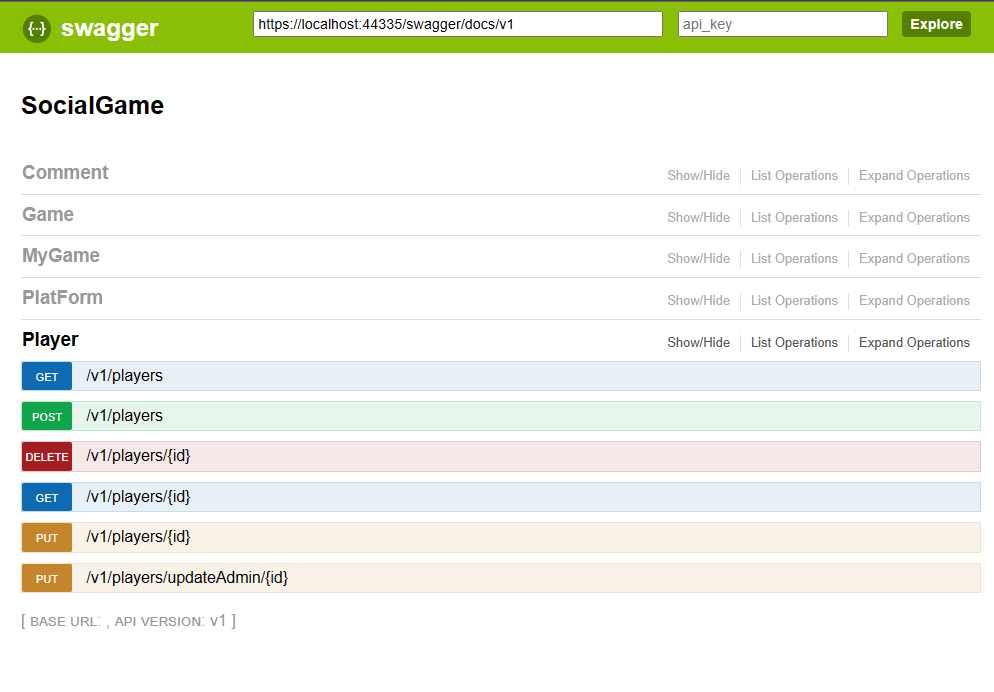 {··} swagger https://localhost:44335/swagger/docs/v1 api_key Explore
SocialGame
Comment Show/Hide List Operations Expand Operations
Game Show/Hide List Operations Expand Operations
MyGame Show/Hide List Operations Expand Operations
PlatForm Show/Hide List Operations Expand Operations
Player Show/Hide List Operations Expand Operations
GET /v1/players
POST /v1/players
DELETE /v1/players/{id}
GET /v1/players/{id}
PUT /v1/players/{id}
PUT /v1/players/updateAdmin/{id}
[ BASE URL: , API VERSION: v1 ]